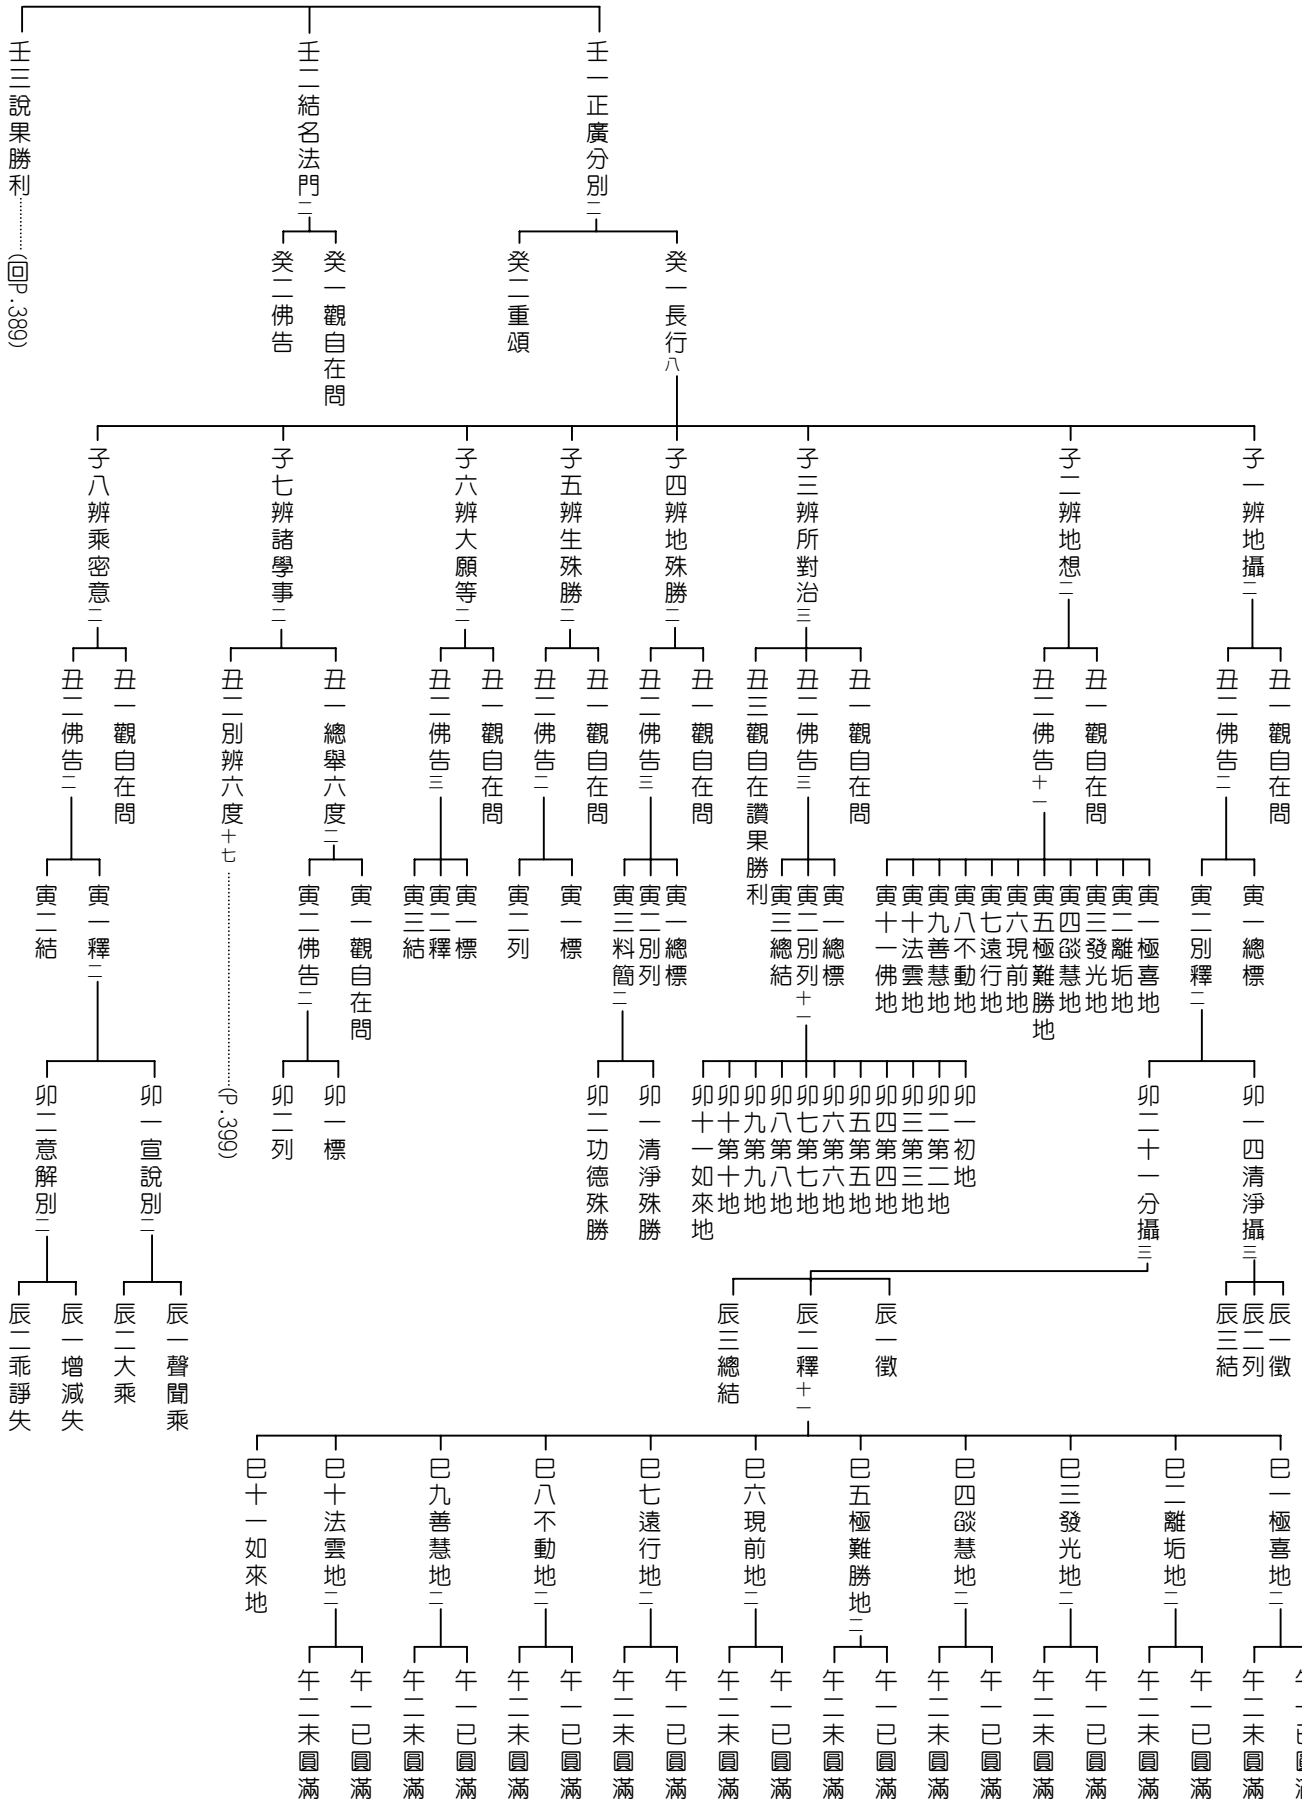 壬一正廣分別二
壬二結名法門二
壬三說果勝利………(回P.389)
癸一長行八
癸二重頌
癸一觀自在問
癸二佛告
子一辨地攝二
子二辨地想二
子三辨所對治三
子四辨地殊勝二
子五辨生殊勝二
子六辨大願等二
子七辨諸學事二
子八辨乘密意二
丑一觀自在問
丑二佛告二
丑一觀自在問
丑二佛告十一
丑一觀自在問
丑二佛告三
丑三觀自在讚果勝利
丑一觀自在問
丑二佛告三
丑一觀自在問
丑二佛告二
丑一觀自在問
丑二佛告三
丑一總舉六度二
丑二別辨六度十七………(P.399)
丑一觀自在問
丑二佛告二
寅一總標
寅二別釋二
寅一極喜地
寅二離垢地
寅三發光地
寅四燄慧地
寅五極難勝地
寅六現前地
寅七遠行地
寅八不動地
寅九善慧地
寅十法雲地
寅十一佛地
寅一總標
寅二別列十一
寅三總結
寅一總標
寅二別列
寅三料簡二
寅一標
寅二列
寅一標
寅二釋
寅三結
寅一觀自在問
寅二佛告二
寅一釋二
寅二結
卯一四清淨攝三
卯二十一分攝三
卯一初地
卯二第二地
卯三第三地
卯四第四地
卯五第五地
卯六第六地
卯七第七地
卯八第八地
卯九第九地
卯十第十地
卯十一如來地
卯一清淨殊勝
卯二功德殊勝
卯一標
卯二列
卯一宣說別二
卯二意解別二
辰一徵
辰二列
辰三結
辰一徵
辰二釋十一
辰三總結
辰一聲聞乘
辰二大乘
辰一增減失
辰二乖諍失
巳一極喜地二
巳二離垢地二
巳三發光地二
巳四燄慧地二
巳五極難勝地二
巳六現前地二
巳七遠行地二
巳八不動地二
巳九善慧地二
巳十法雲地二
巳十一如來地
午一已圓滿
午二未圓滿
午一已圓滿
午二未圓滿
午一已圓滿
午二未圓滿
午一已圓滿
午二未圓滿
午一已圓滿
午二未圓滿
午一已圓滿
午二未圓滿
午一已圓滿
午二未圓滿
午一已圓滿
午二未圓滿
午一已圓滿
午二未圓滿
午一已圓滿
午二未圓滿